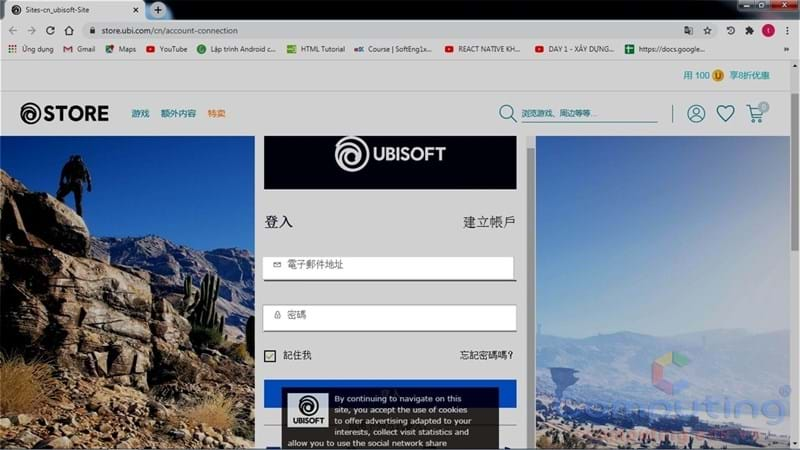 Sites-cn_ubisoft-Site
store.ubi.com/cn/account-connection
t
Ứng dụng
Gmail
Maps
YouTube
Lập trình Android c...
HTML Tutorial
Course | SoftEng1x...
REACT NATIVE KH...
DAY 1 - XÂY DỰNG...
https://docs.google...
用 100 享8折优惠
STORE
游戏
额外内容
特卖
浏览游戏、周边等等...
0
UBISOFT
登入
建立帳戶
電子郵件地址
密碼
記住我
忘記密碼嗎?
By continuing to navigate on this
site, you accept the use of cookies
to offer advertising adapted to your
interests, collect visit statistics and
allow you to use the social network share
UBISOFT
Computing